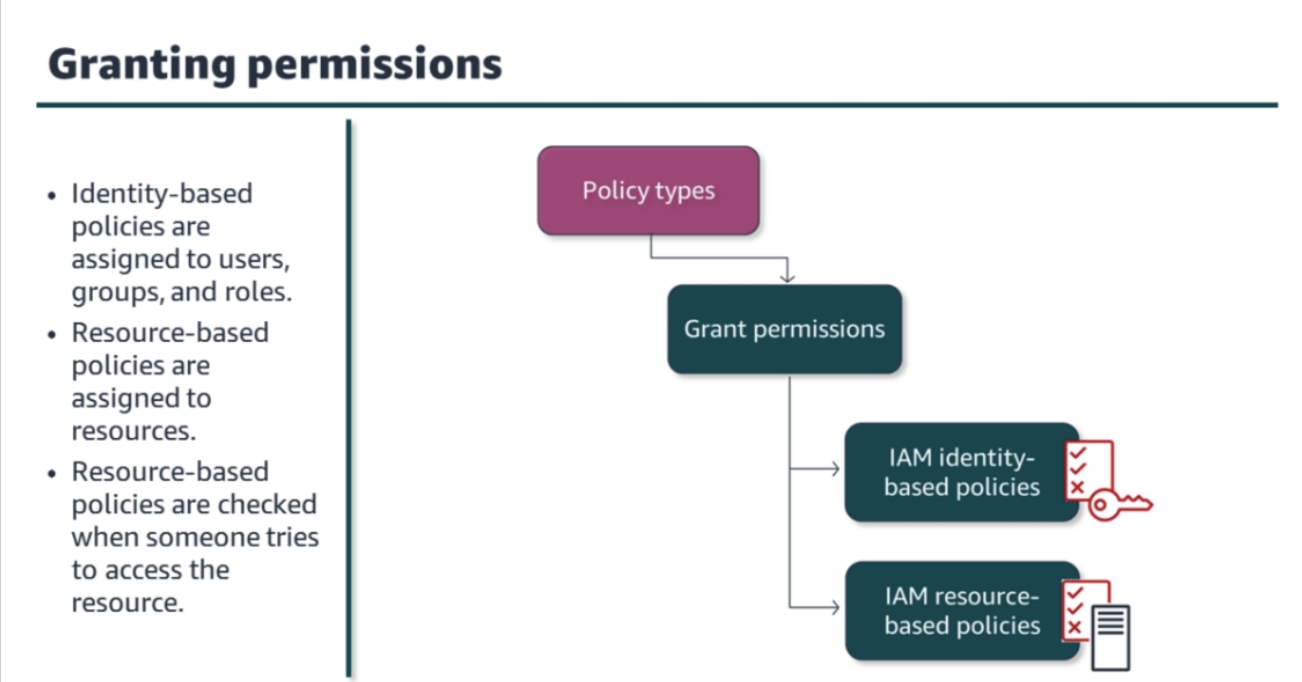 Granting permissions
• Identity-based
policies are
assigned to users,
groups, and roles.
• Resource-based
policies are
assigned to
resources.
• Resource-based
policies are checked
when someone tries
to access the
resource.
Policy types
Grant permissions
IAM identity-
based policies
IAM resource-
based policies